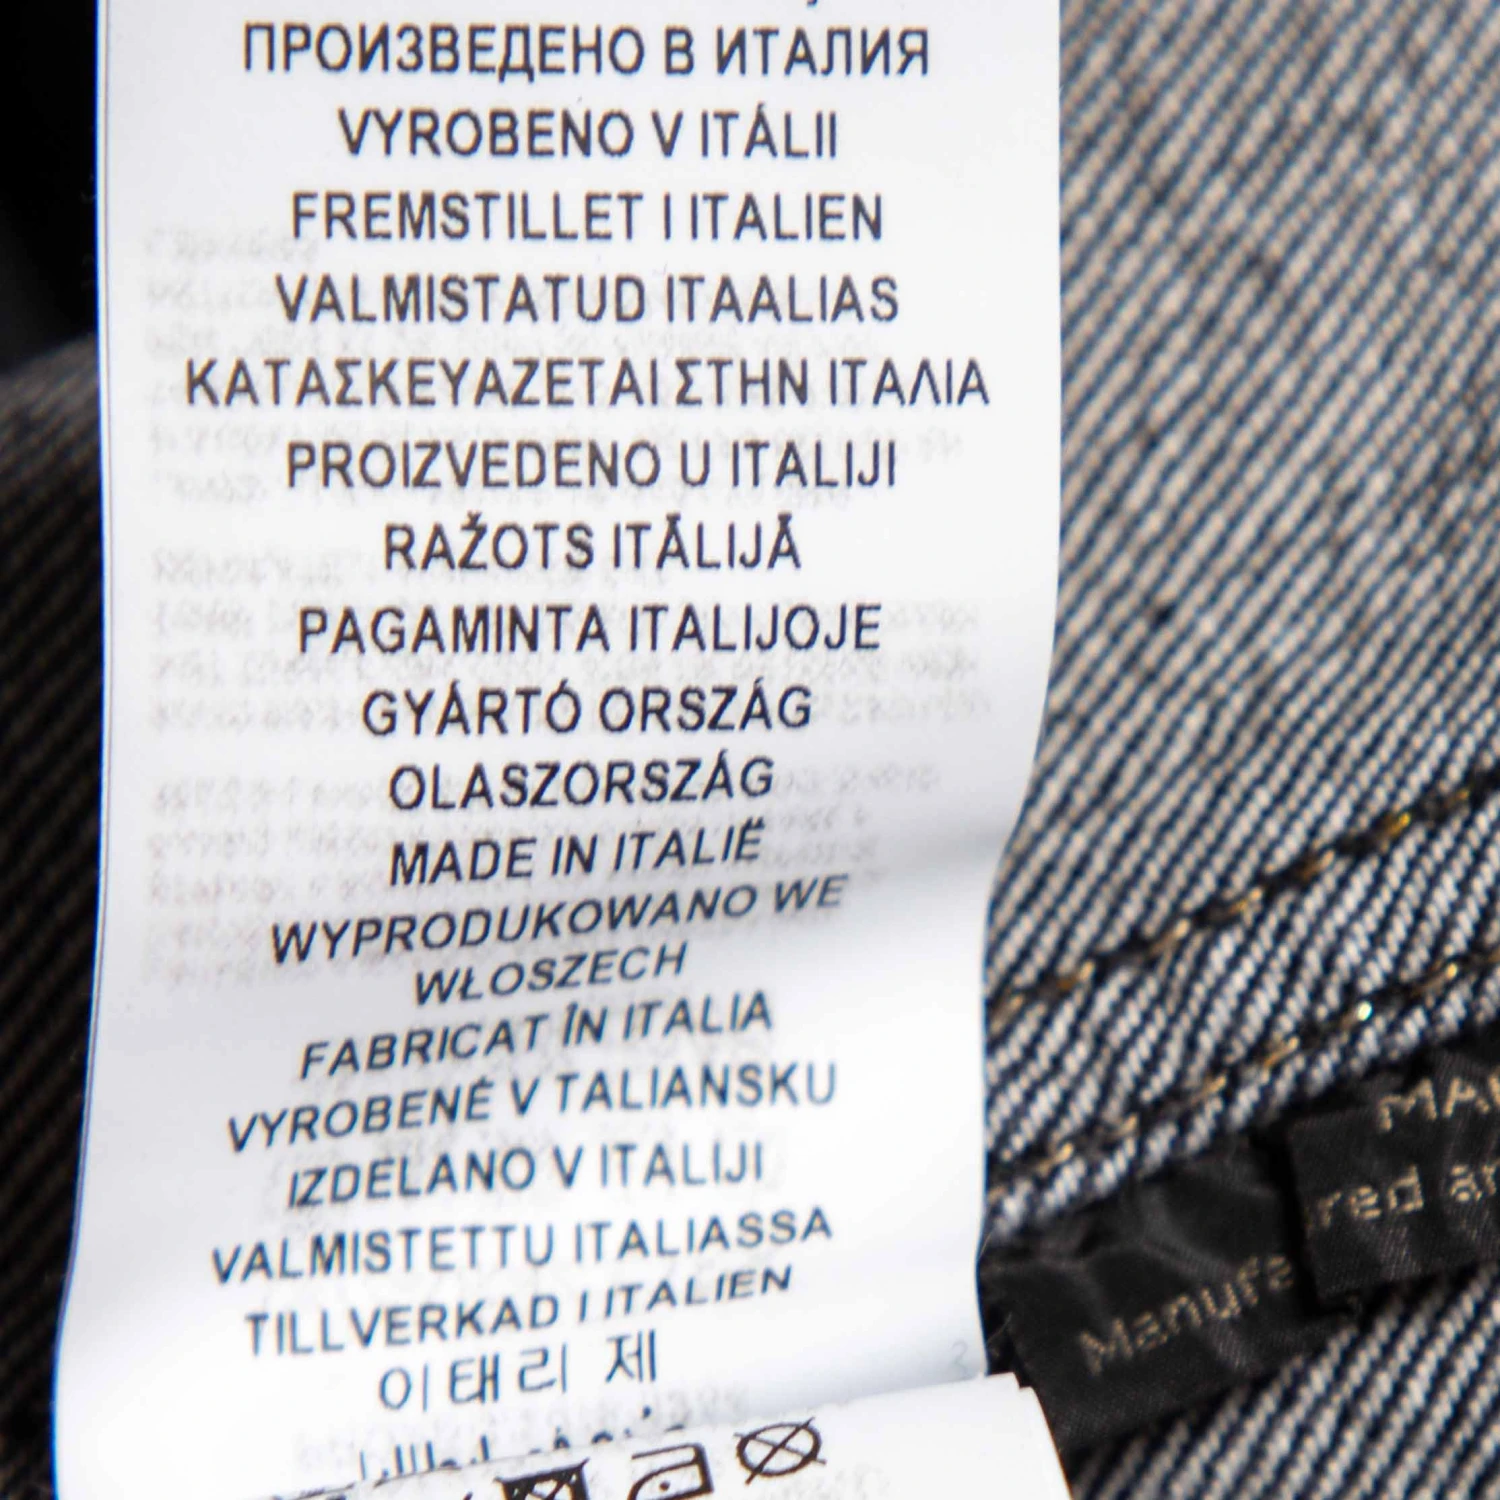 ПРОИЗВЕДЕНО В ИТАЛИЯ
VYROBENO V ITÁLII
FREMSTILLET I ITALIEN
VALMISTATUD ITAALIAS
ΚΑΤΑΣΚΕΥΑΖΕΤΑΙ ΣΤΗΝ ΙΤΑΛΙΑ
PROIZVEDENO U ITALIJI
RAŽOTS ITĀLIJĀ
PAGAMINTA ITALIJOJE
GYÁRTÓ ORSZÁG
OLASZORSZÁG
MADE IN ITALIË
WYPRODUKOWANO WE
WŁOSZECH
FABRICAT ÎN ITALIA
VYROBENÉ V TALIANSKU
IZDELANO V ITALIJI
VALMISTETTU ITALIASSA
TILLVERKAD I ITALIEN
이태리 제